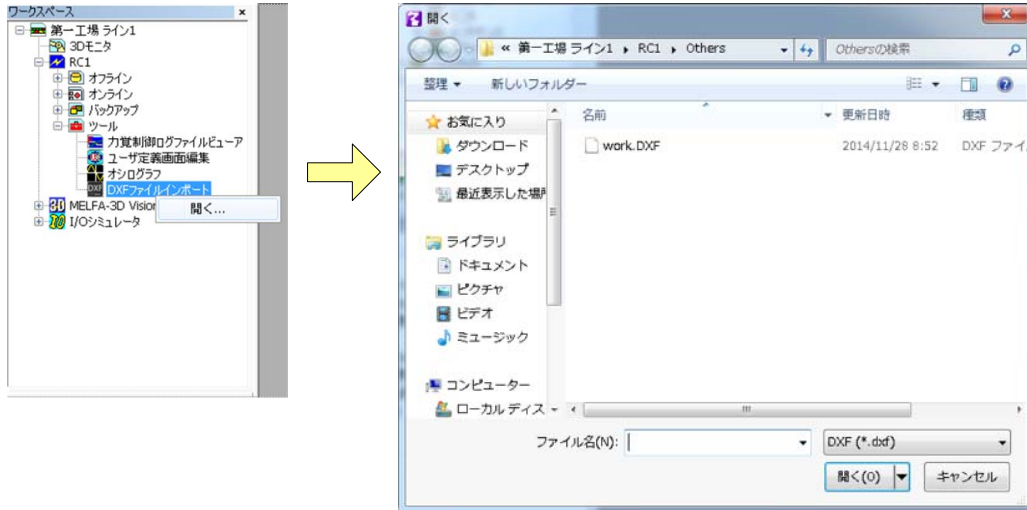 ワークスペース
第一工場 ライン1
3Dモニタ
RC1
オフライン
オンライン
バックアップ
ツール
力覚制御ログファイルビューア
ユーザ定義画面編集
オシログラフ
DXF
DXFファイルインポート
MELFA-3D Vision
開く...
I/Oシミュレータ
開く
« 第一工場 ライン1 RC1 Others
Othersの検索
整理 新しいフォルダー
お気に入り
ダウンロード
デスクトップ
最近表示した場所
ライブラリ
ドキュメント
ピクチャ
ビデオ
ミュージック
コンピューター
ローカル ディス
名前 更新日時 種類
work.DXF 2014/11/28 8:52 DXF ファイ
ファイル名(N):
DXF (*.dxf)
開く(O) キャンセル